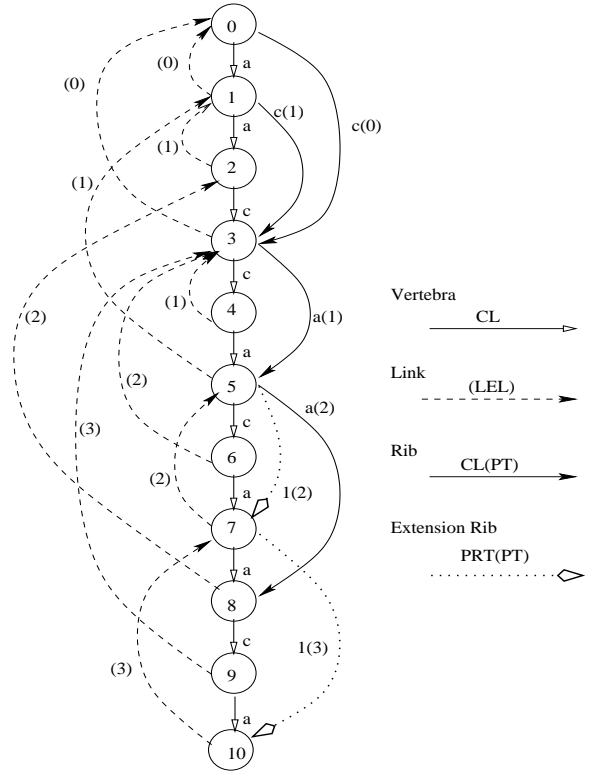 0
(0)
a
(0)
1
c(1)
c(0)
a
(1)
2
(1)
c
3
c
(1)
4
(2)
a(1)
a
5
(2)
a(2)
(3)
c
6
(2)
1(2)
a
7
a
8
1(3)
c
(3)
9
a
10
Vertebra
CL
Link
(LEL)
Rib
CL(PT)
Extension Rib
PRT(PT)